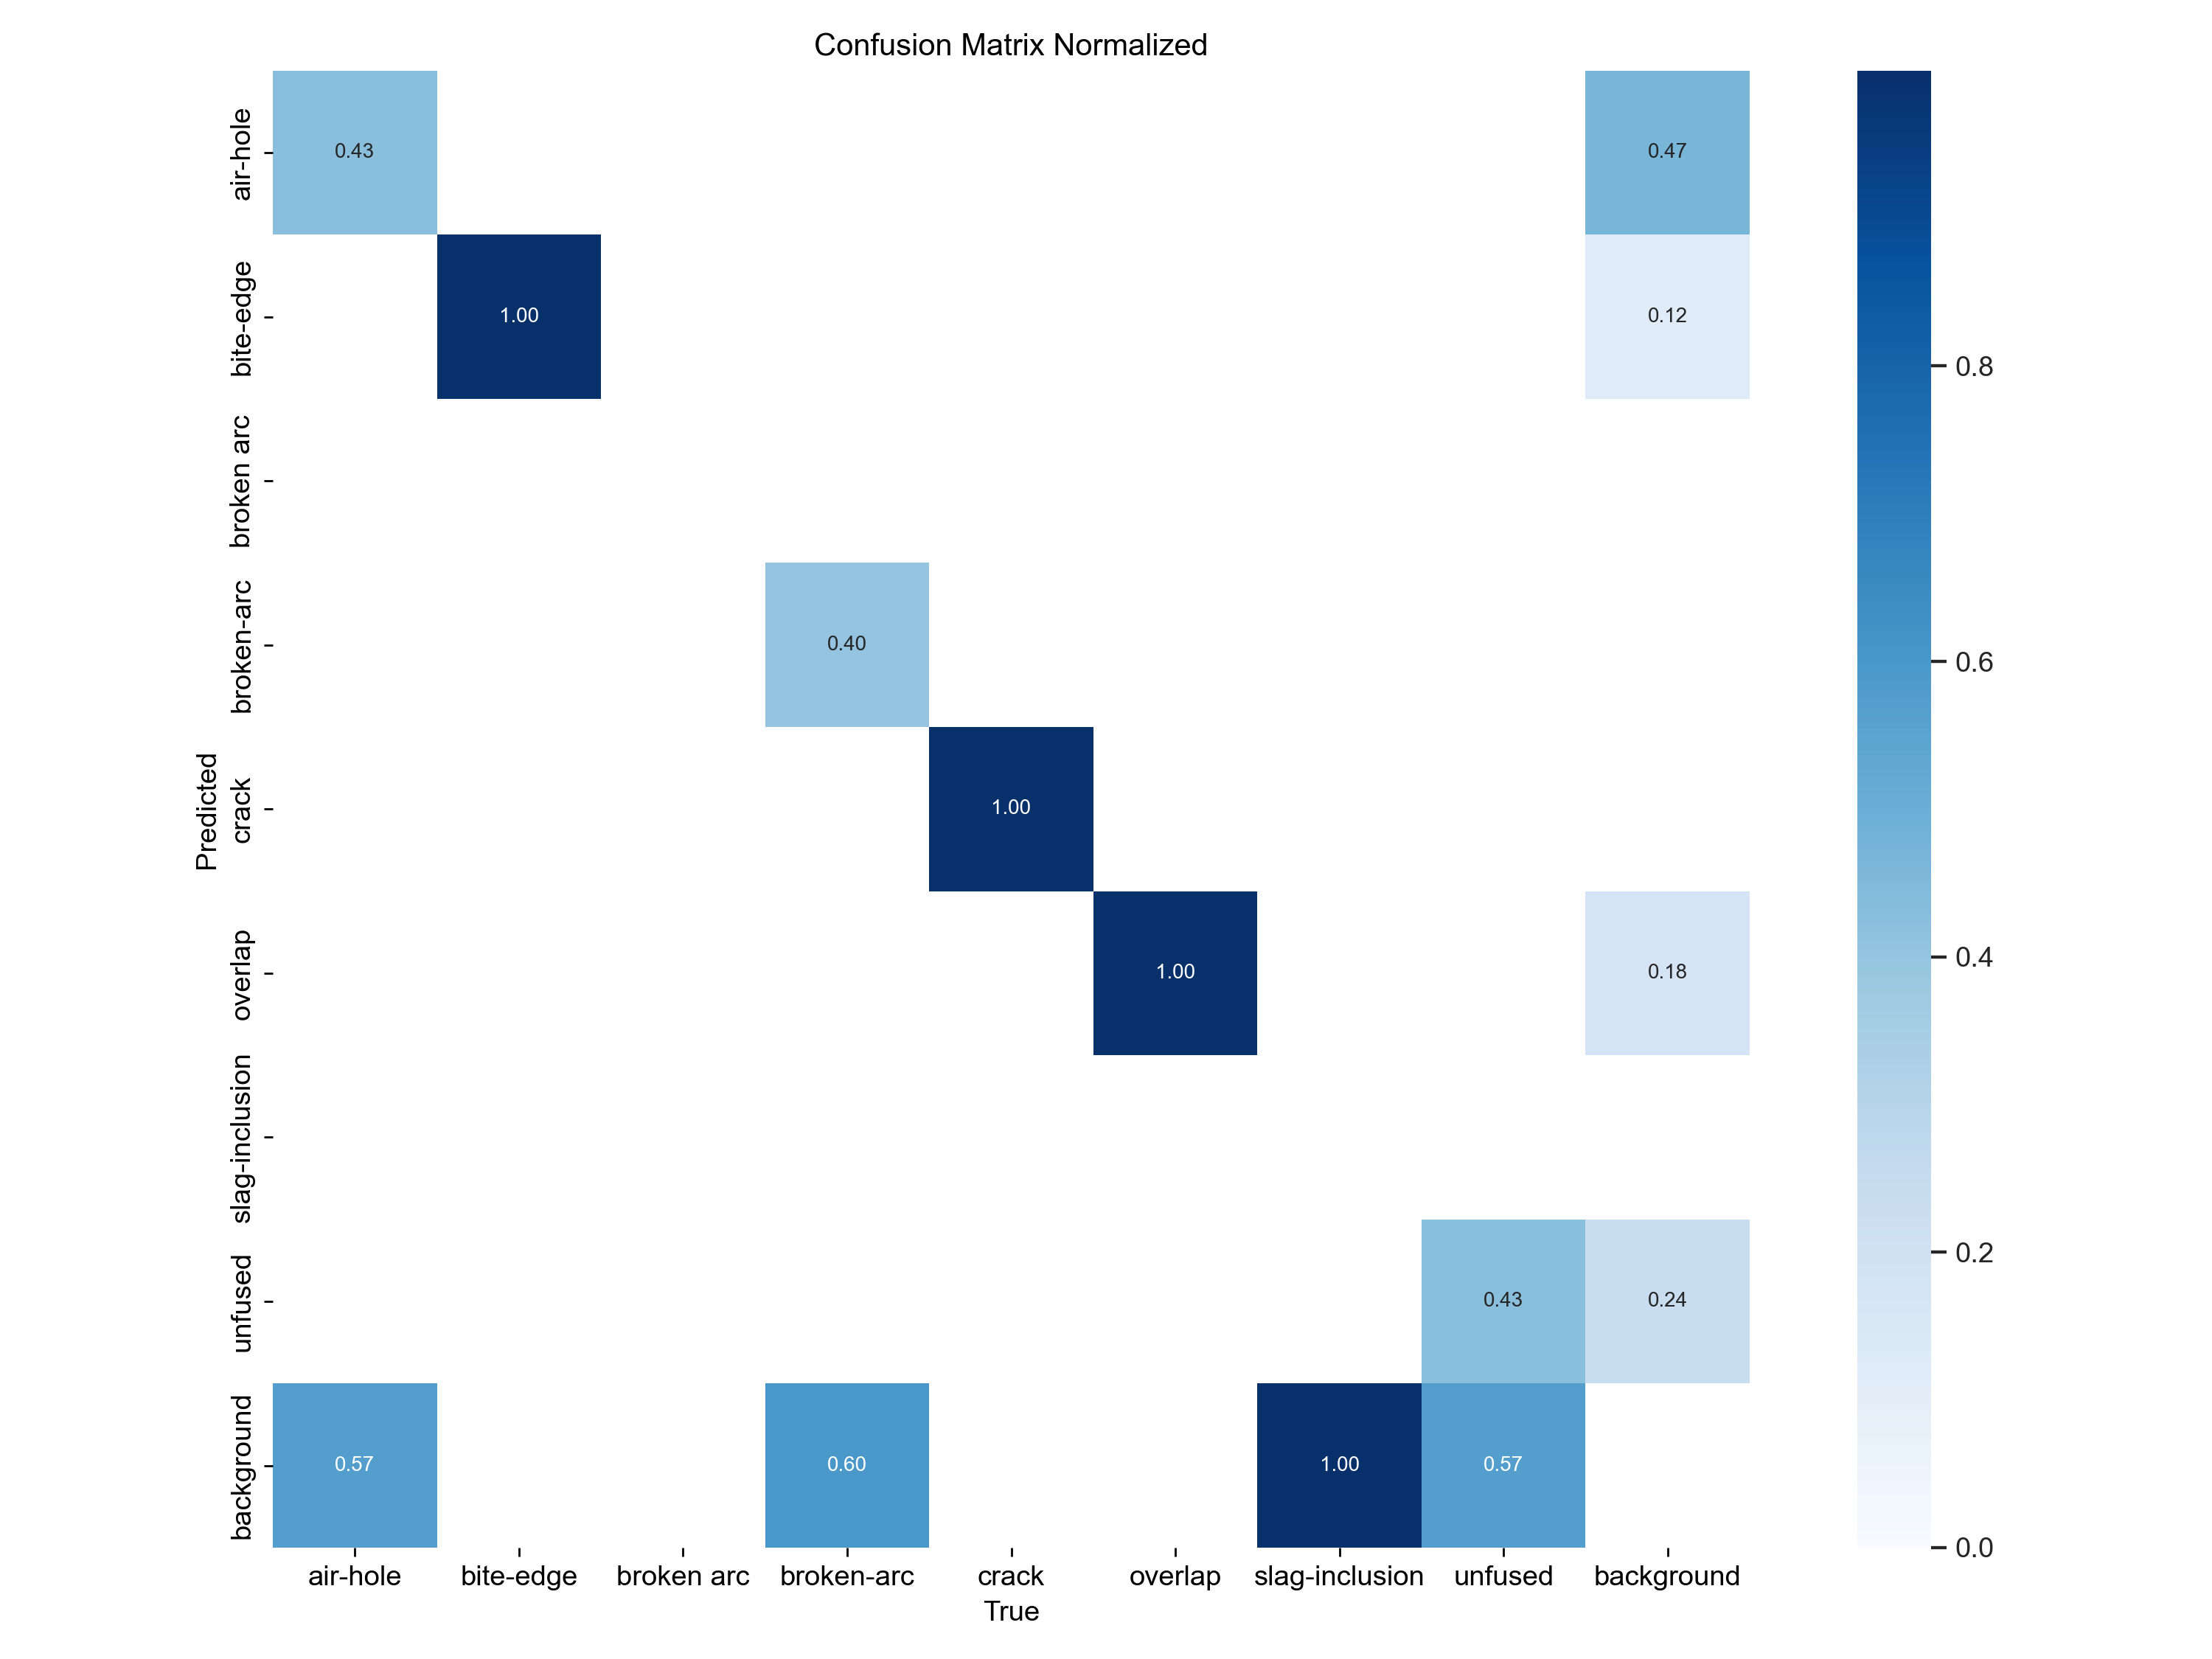 Confusion Matrix Normalized
air-hole
0.43
0.47
bite-edge
1.00
0.12
0.8
broken arc
broken-arc
0.40
0.6
Predicted
crack
1.00
overlap
1.00
0.18
0.4
slag-inclusion
unfused
0.43
0.24
0.2
background
0.57
0.60
1.00
0.57
0.0
air-hole bite-edge broken arc broken-arc crack overlap slag-inclusion unfused background
True